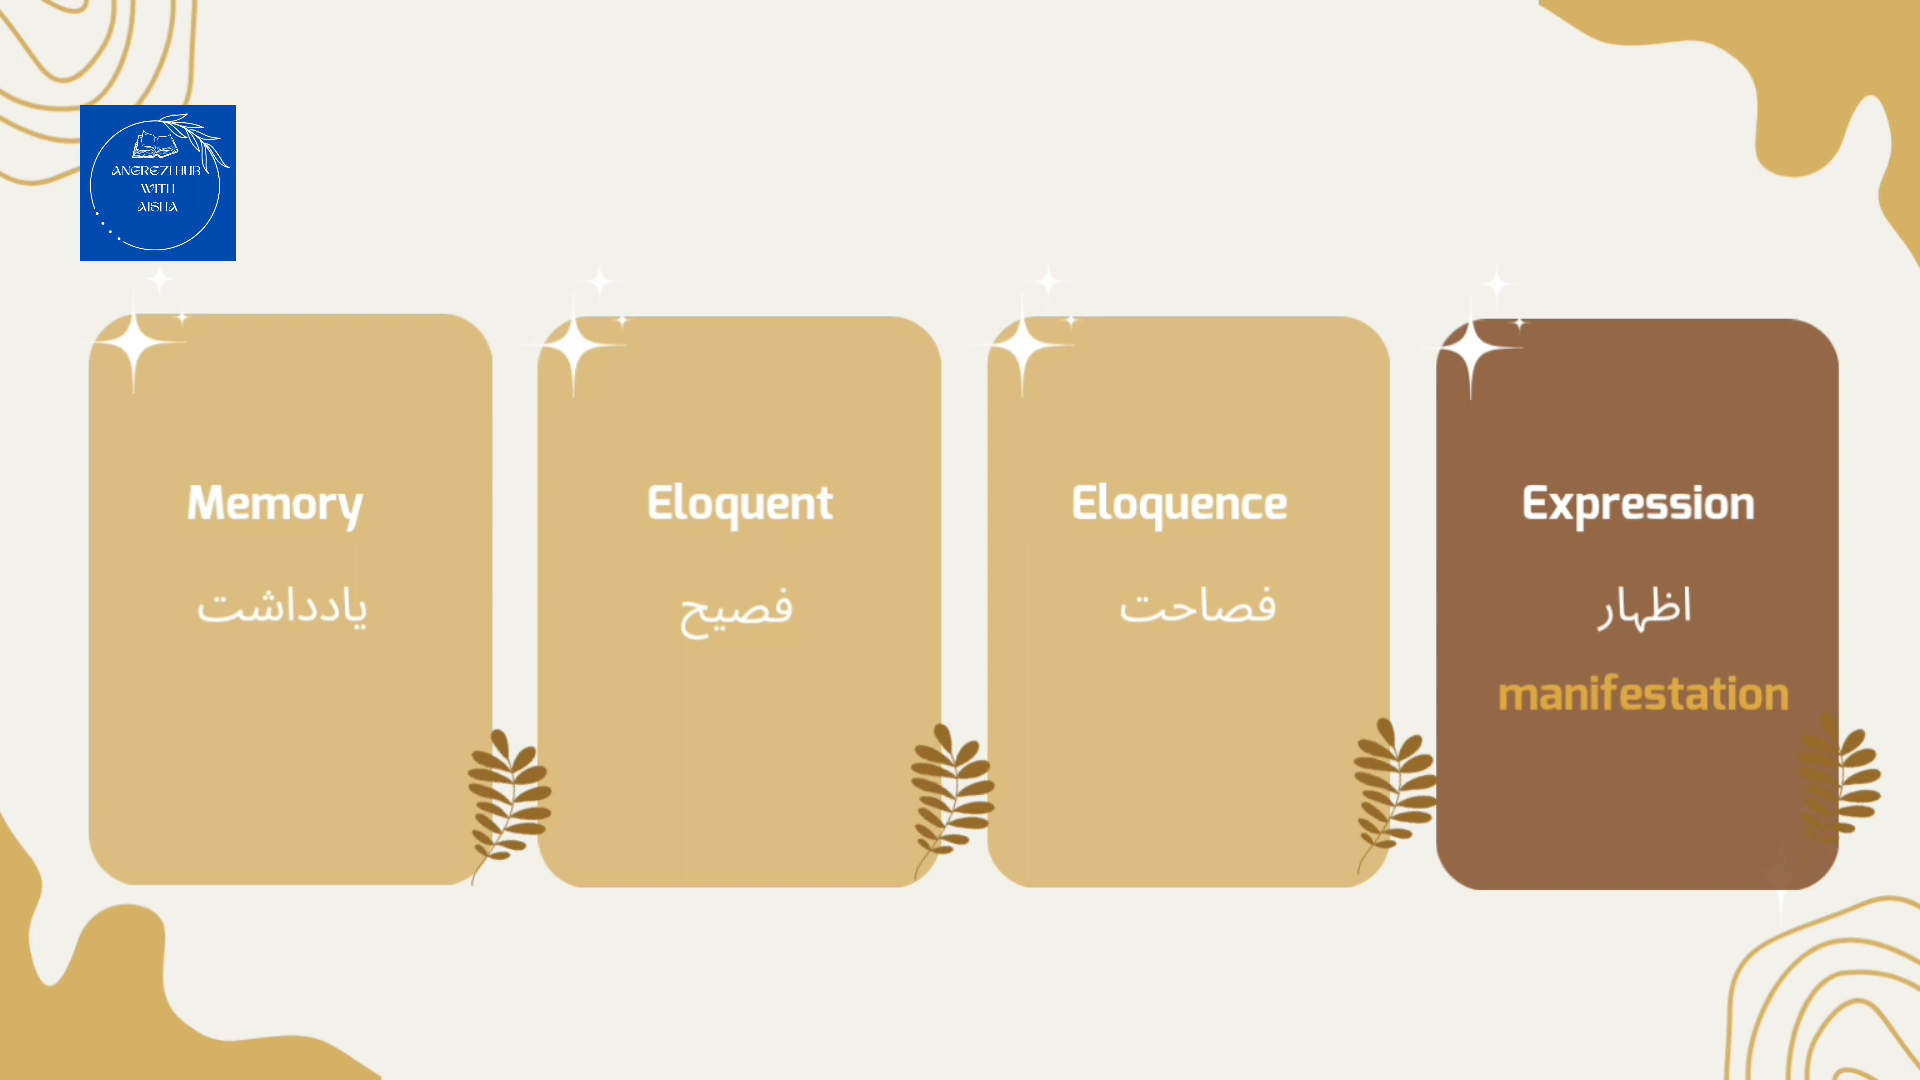 ANGREZI HUB
WITH
AISHA
Memory
یادداشت
Eloquent
فصیح
Eloquence
فصاحت
Expression
اظہار
manifestation